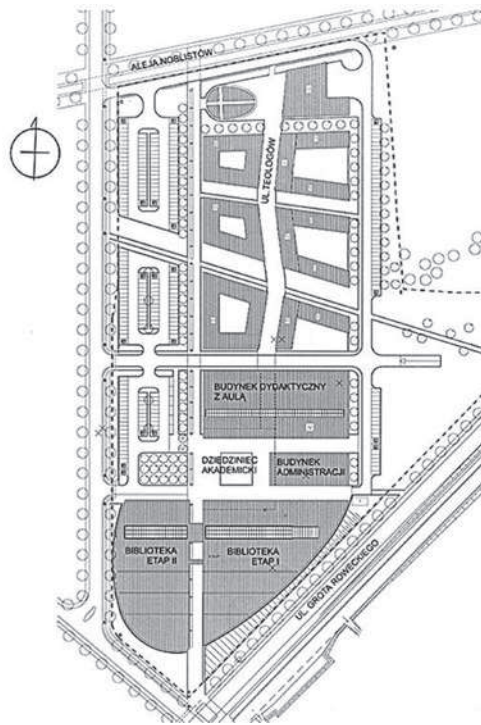 ALEJA NOBLISTÓW
UL. TEOLOGÓW
BUDYNEK DYDAKTYCZNY
Z AULĄ
DZIEDZINIEC
AKADEMICKI
BUDYNEK
ADMINISTRACJI
BIBLIOTEKA
ETAP II
BIBLIOTEKA
ETAP I
UL. GROTA ROWECKIEGO